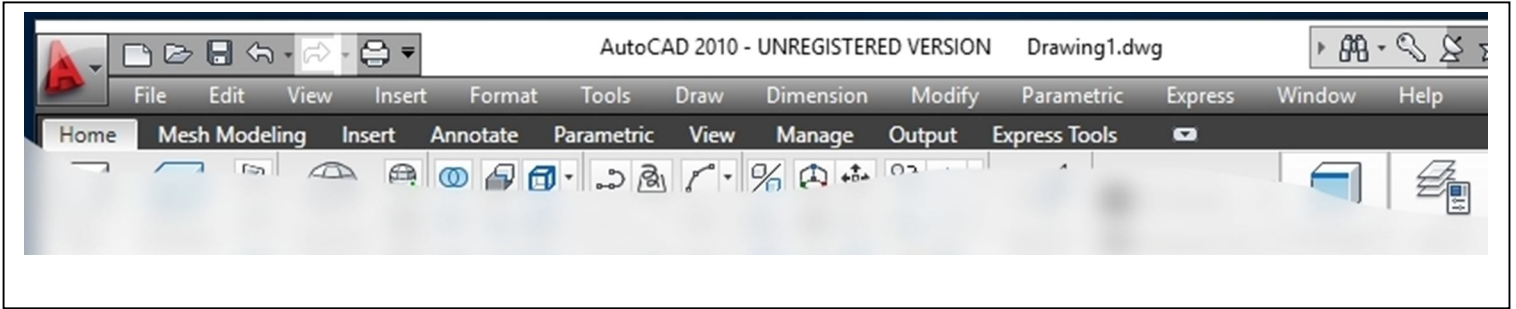 AutoCAD 2010 - UNREGISTERED VERSION Drawing1.dwg
File Edit View Insert Format Tools Draw Dimension Modify Parametric Express Window Help
Home Mesh Modeling Insert Annotate Parametric View Manage Output Express Tools